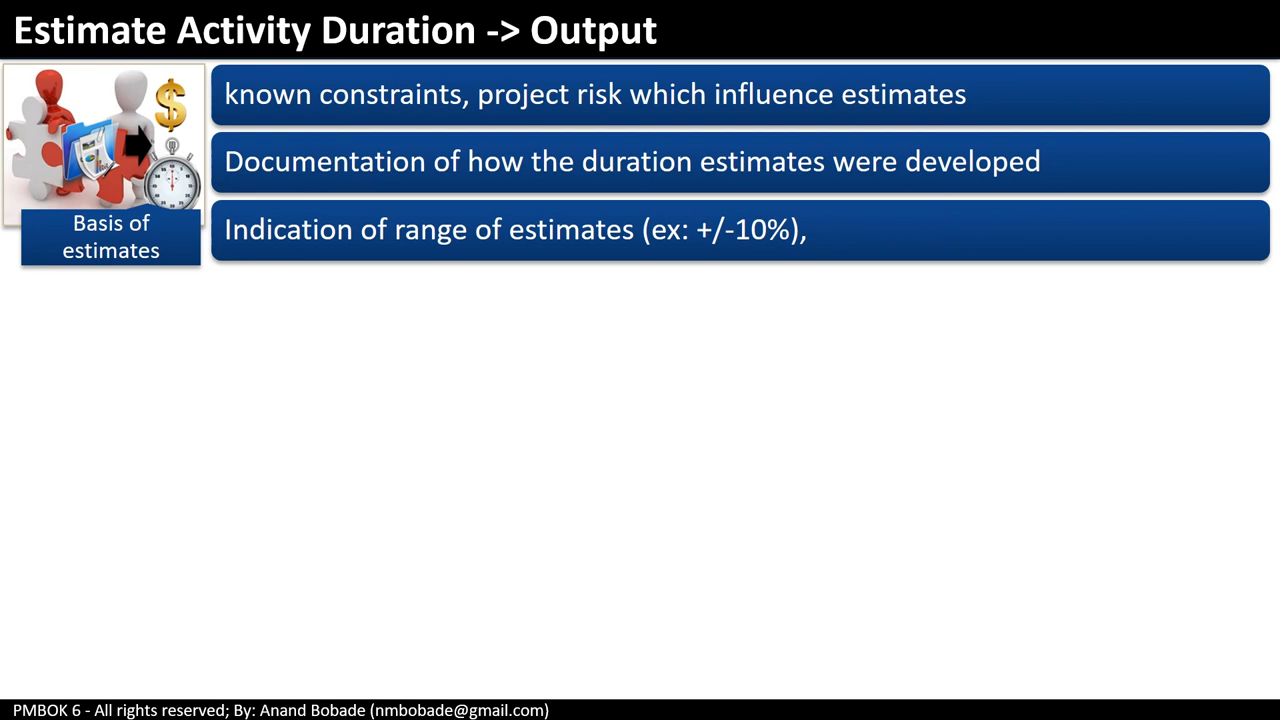 Estimate Activity Duration -> Output
known constraints, project risk which influence estimates
Documentation of how the duration estimates were developed
Indication of range of estimates (ex: +/-10%),
Basis of
estimates
PMBOK 6 - All rights reserved; By: Anand Bobade (nmbobade@gmail.com)